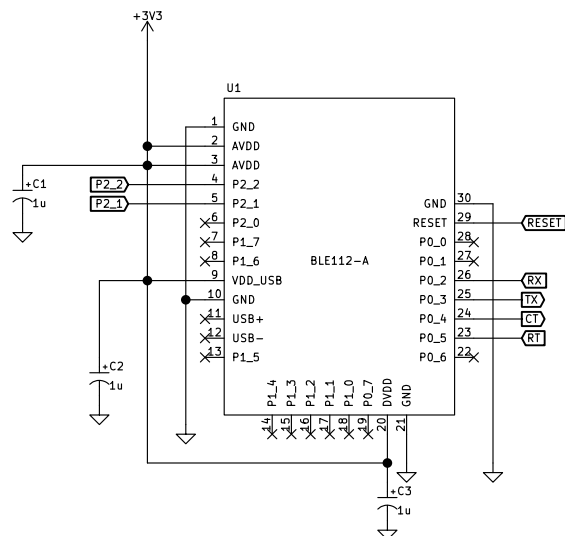 +3V3
U1
1 GND
2 AVDD
3 AVDD
P2_2 4 P2_2
P2_1 5 P2_1
6 P2_0
7 P1_7
8 P1_6
9 VDD_USB
10 GND
11 USB+
12 USB-
13 P1_5
+C1
1u
+C2
1u
BLE112-A
GND 30
RESET 29 RESET
P0_0 28
P0_1 27
P0_2 26 RX
P0_3 25 TX
P0_4 24 CT
P0_5 23 RT
P0_6 22
P1_4 14
P1_3 15
P1_2 16
P1_1 17
P1_0 18
P0_7 19
DVDD 20
GND 21
+C3
1u